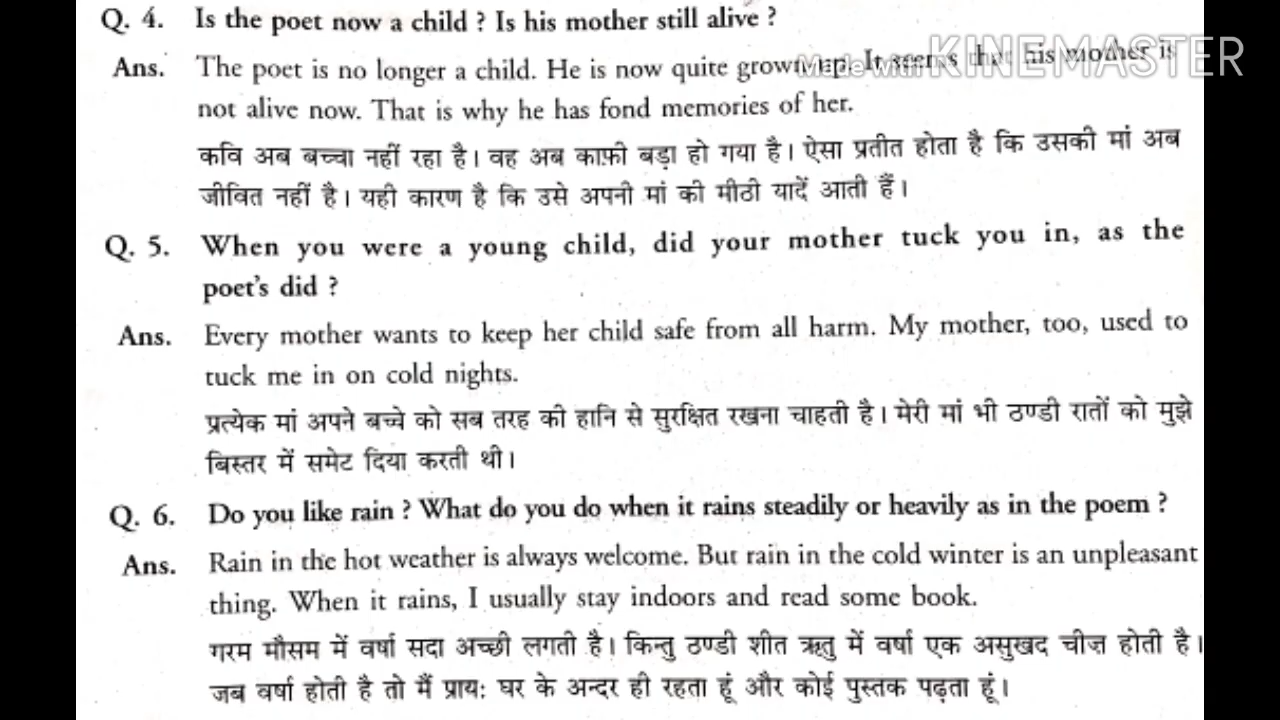 Q. 4. Is the poet now a child ? Is his mother still alive ?
Ans. The poet is no longer a child. He is now quite grown up. It seems that his mother is
Made with KINEMASTER
not alive now. That is why he has fond memories of her.
कवि अब बच्चा नहीं रहा है। वह अब काफ़ी बड़ा हो गया है। ऐसा प्रतीत होता है कि उसकी मां अब
जीवित नहीं है। यही कारण है कि उसे अपनी मां की मीठी यादें आती हैं।
Q. 5. When you were a young child, did your mother tuck you in, as the
poet's did ?
Ans. Every mother wants to keep her child safe from all harm. My mother, too, used to
tuck me in on cold nights.
प्रत्येक मां अपने बच्चे को सब तरह की हानि से सुरक्षित रखना चाहती है। मेरी मां भी ठण्डी रातों को मुझे
बिस्तर में समेट दिया करती थी।
Q. 6. Do you like rain ? What do you do when it rains steadily or heavily as in the poem ?
Ans. Rain in the hot weather is always welcome. But rain in the cold winter is an unpleasant
thing. When it rains, I usually stay indoors and read some book.
गरम मौसम में वर्षा सदा अच्छी लगती है। किन्तु ठण्डी शीत ऋतु में वर्षा एक असुखद चीज़ होती है।
जब वर्षा होती है तो मैं प्रायः घर के अन्दर ही रहता हूं और कोई पुस्तक पढ़ता हूं।